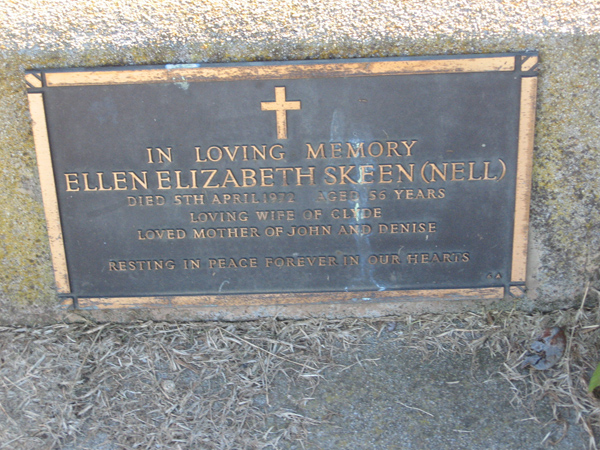 IN LOVING MEMORY
ELLEN ELIZABETH SKEEN (NELL)
DIED 5TH APRIL 1972 AGED 56 YEARS
LOVING WIFE OF CLYDE
LOVED MOTHER OF JOHN AND DENISE
RESTING IN PEACE FOREVER IN OUR HEARTS